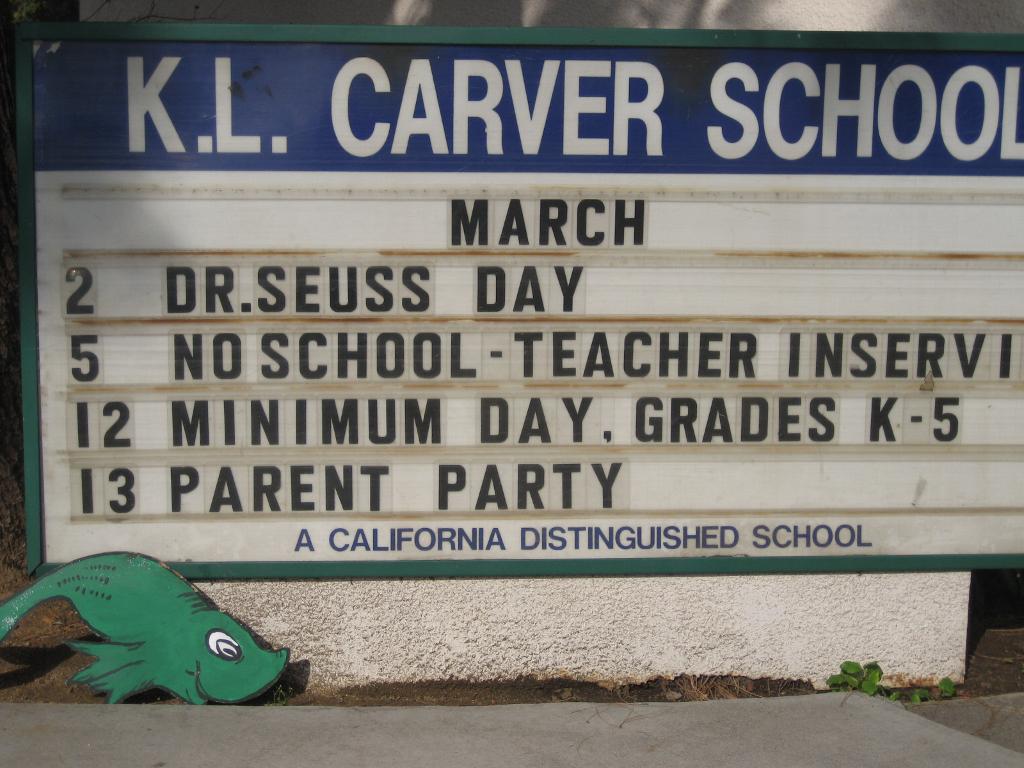 K.L. CARVER SCHOOL
MARCH
2 DR.SEUSS DAY
5 NO SCHOOL-TEACHER INSERVI
12 MINIMUM DAY, GRADES K-5
13 PARENT PARTY
A CALIFORNIA DISTINGUISHED SCHOOL